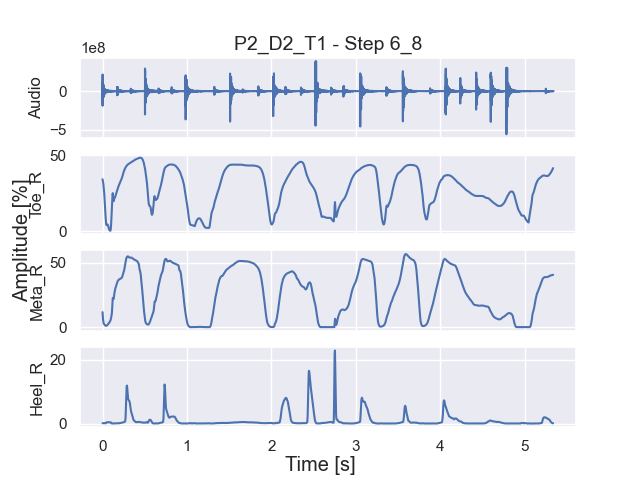 P2_D2_T1 - Step 6_8
1e8
Audio
0
−5
Amplitude [%]
Toe_R
50
0
Meta_R
50
0
Heel_R
20
0
0 1 2 3 4 5
Time [s]